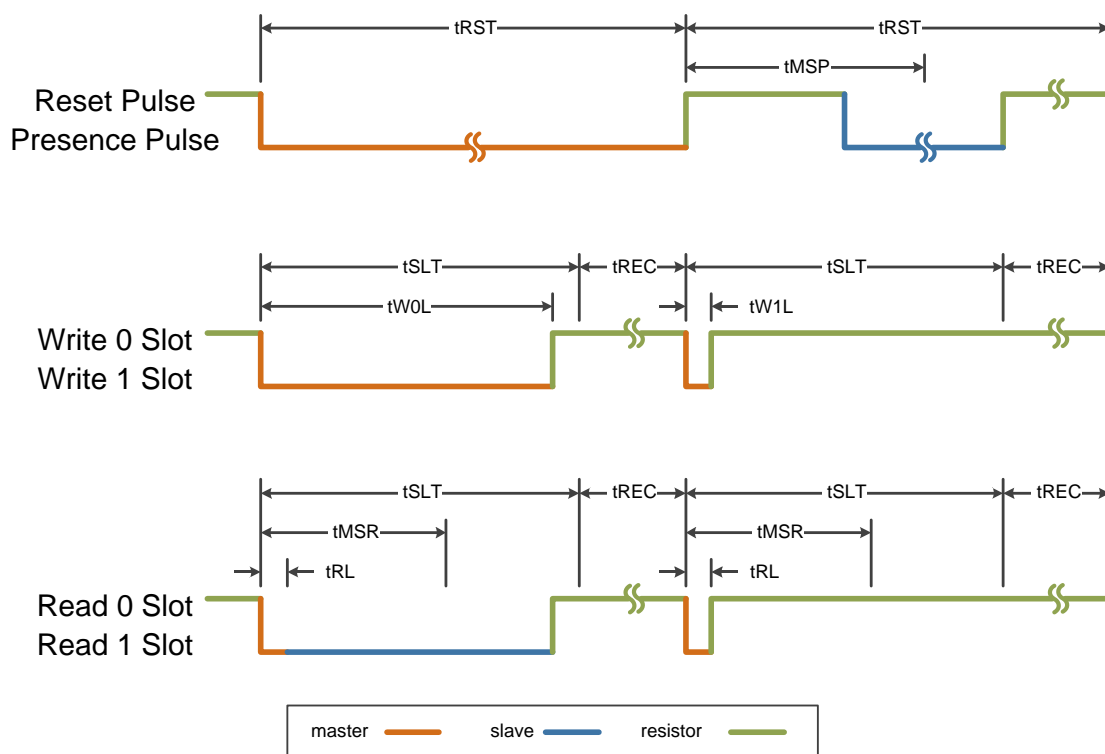 tRST tRST
tMSP
Reset Pulse
Presence Pulse
tSLT tREC tSLT tREC
tW0L tW1L
Write 0 Slot
Write 1 Slot
tSLT tREC tSLT tREC
tMSR tMSR
tRL tRL
Read 0 Slot
Read 1 Slot
master slave resistor